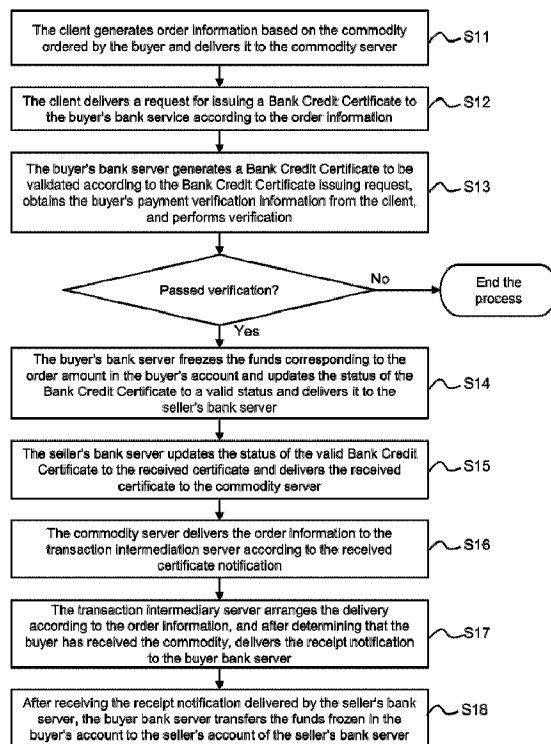 The client generates order information based on the commodity
ordered by the buyer and delivers it to the commodity server
S11
The client delivers a request for issuing a Bank Credit Certificate to
the buyer's bank service according to the order information
S12
The buyer's bank server generates a Bank Credit Certificate to be
validated according to the Bank Credit Certificate issuing request,
obtains the buyer's payment verification information from the client,
and performs verification
S13
Passed verification?
No
End the
process
Yes
The buyer's bank server freezes the funds corresponding to the
order amount in the buyer's account and updates the status of the
Bank Credit Certificate to a valid status and delivers it to the
seller's bank server
S14
The seller's bank server updates the status of the valid Bank Credit
Certificate to the received certificate and delivers the received
certificate to the commodity server
S15
The commodity server delivers the order information to the
transaction intermediation server according to the received
certificate notification
S16
The transaction intermediary server arranges the delivery
according to the order information, and after determining that the
buyer has received the commodity, delivers the receipt notification
to the buyer bank server
S17
After receiving the receipt notification delivered by the seller's bank
server, the buyer bank server transfers the funds frozen in the
buyer's account to the seller's account of the seller's bank server
S18